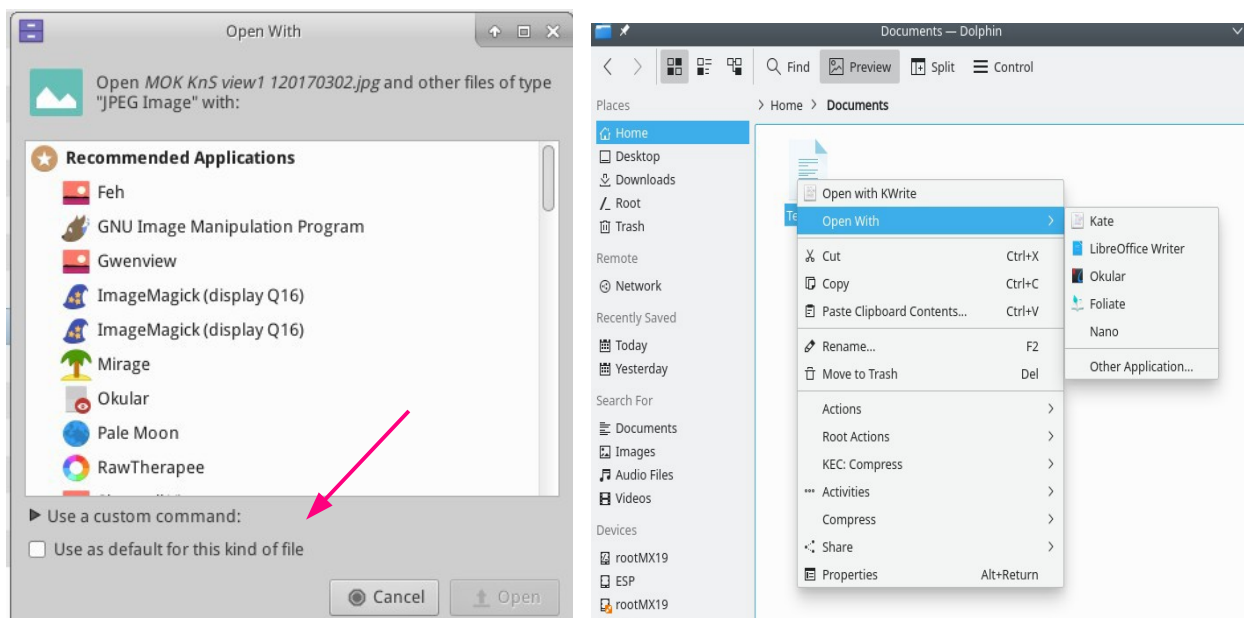 Open With
Open MOK KnS view1 120170302.jpg and other files of type
"JPEG Image" with:
Recommended Applications
Feh
GNU Image Manipulation Program
Gwenview
ImageMagick (display Q16)
ImageMagick (display Q16)
Mirage
Okular
Pale Moon
RawTherapee
Use a custom command:
Use as default for this kind of file
Cancel
Open
Documents — Dolphin
Find
Preview
Split
Control
Places
Home
Desktop
Downloads
Root
Trash
Remote
Network
Recently Saved
Today
Yesterday
Search For
Documents
Images
Audio Files
Videos
Devices
rootMX19
ESP
rootMX19
> Home > Documents
Te
Open with KWrite
Open With
Cut Ctrl+X
Copy Ctrl+C
Paste Clipboard Contents... Ctrl+V
Rename... F2
Move to Trash Del
Actions
Root Actions
KEC: Compress
Activities
Compress
Share
Properties Alt+Return
Kate
LibreOffice Writer
Okular
Foliate
Nano
Other Application...